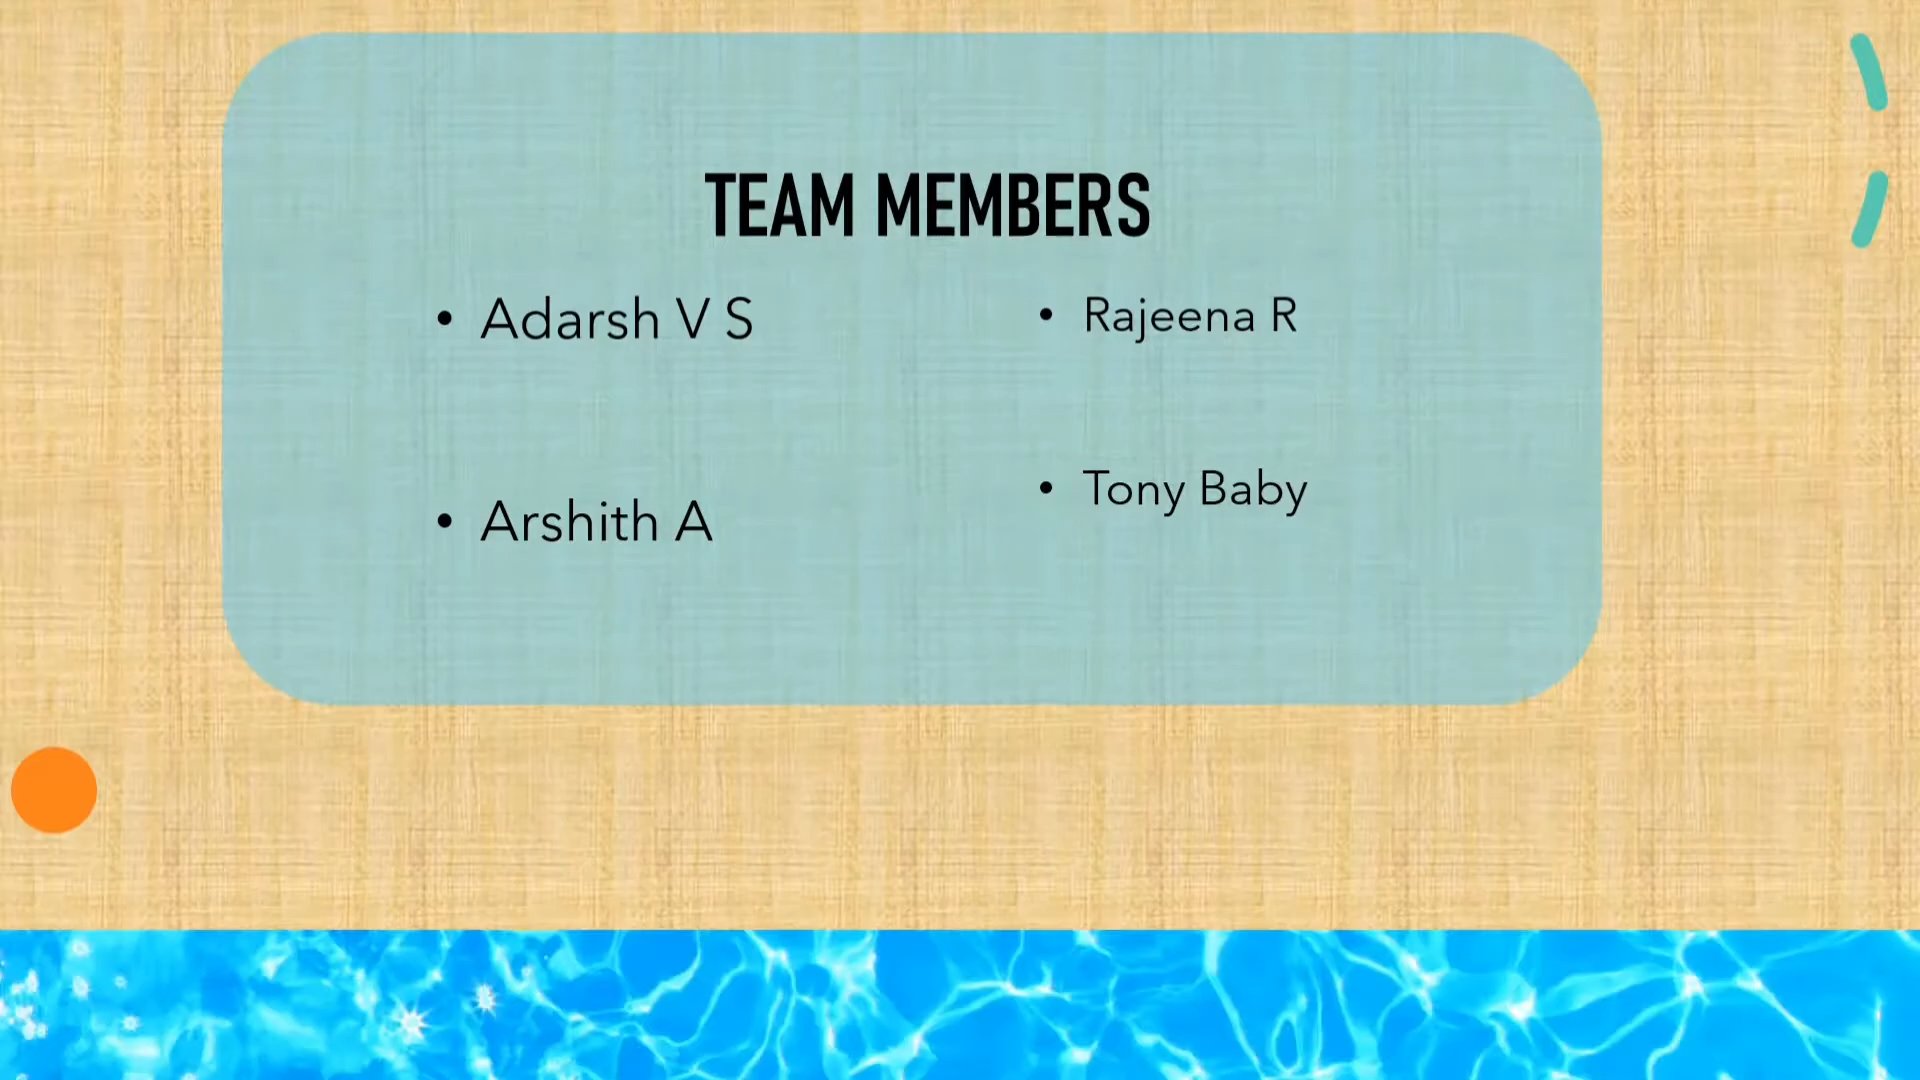 TEAM MEMBERS
• Adarsh V S
• Arshith A
• Rajeena R
• Tony Baby